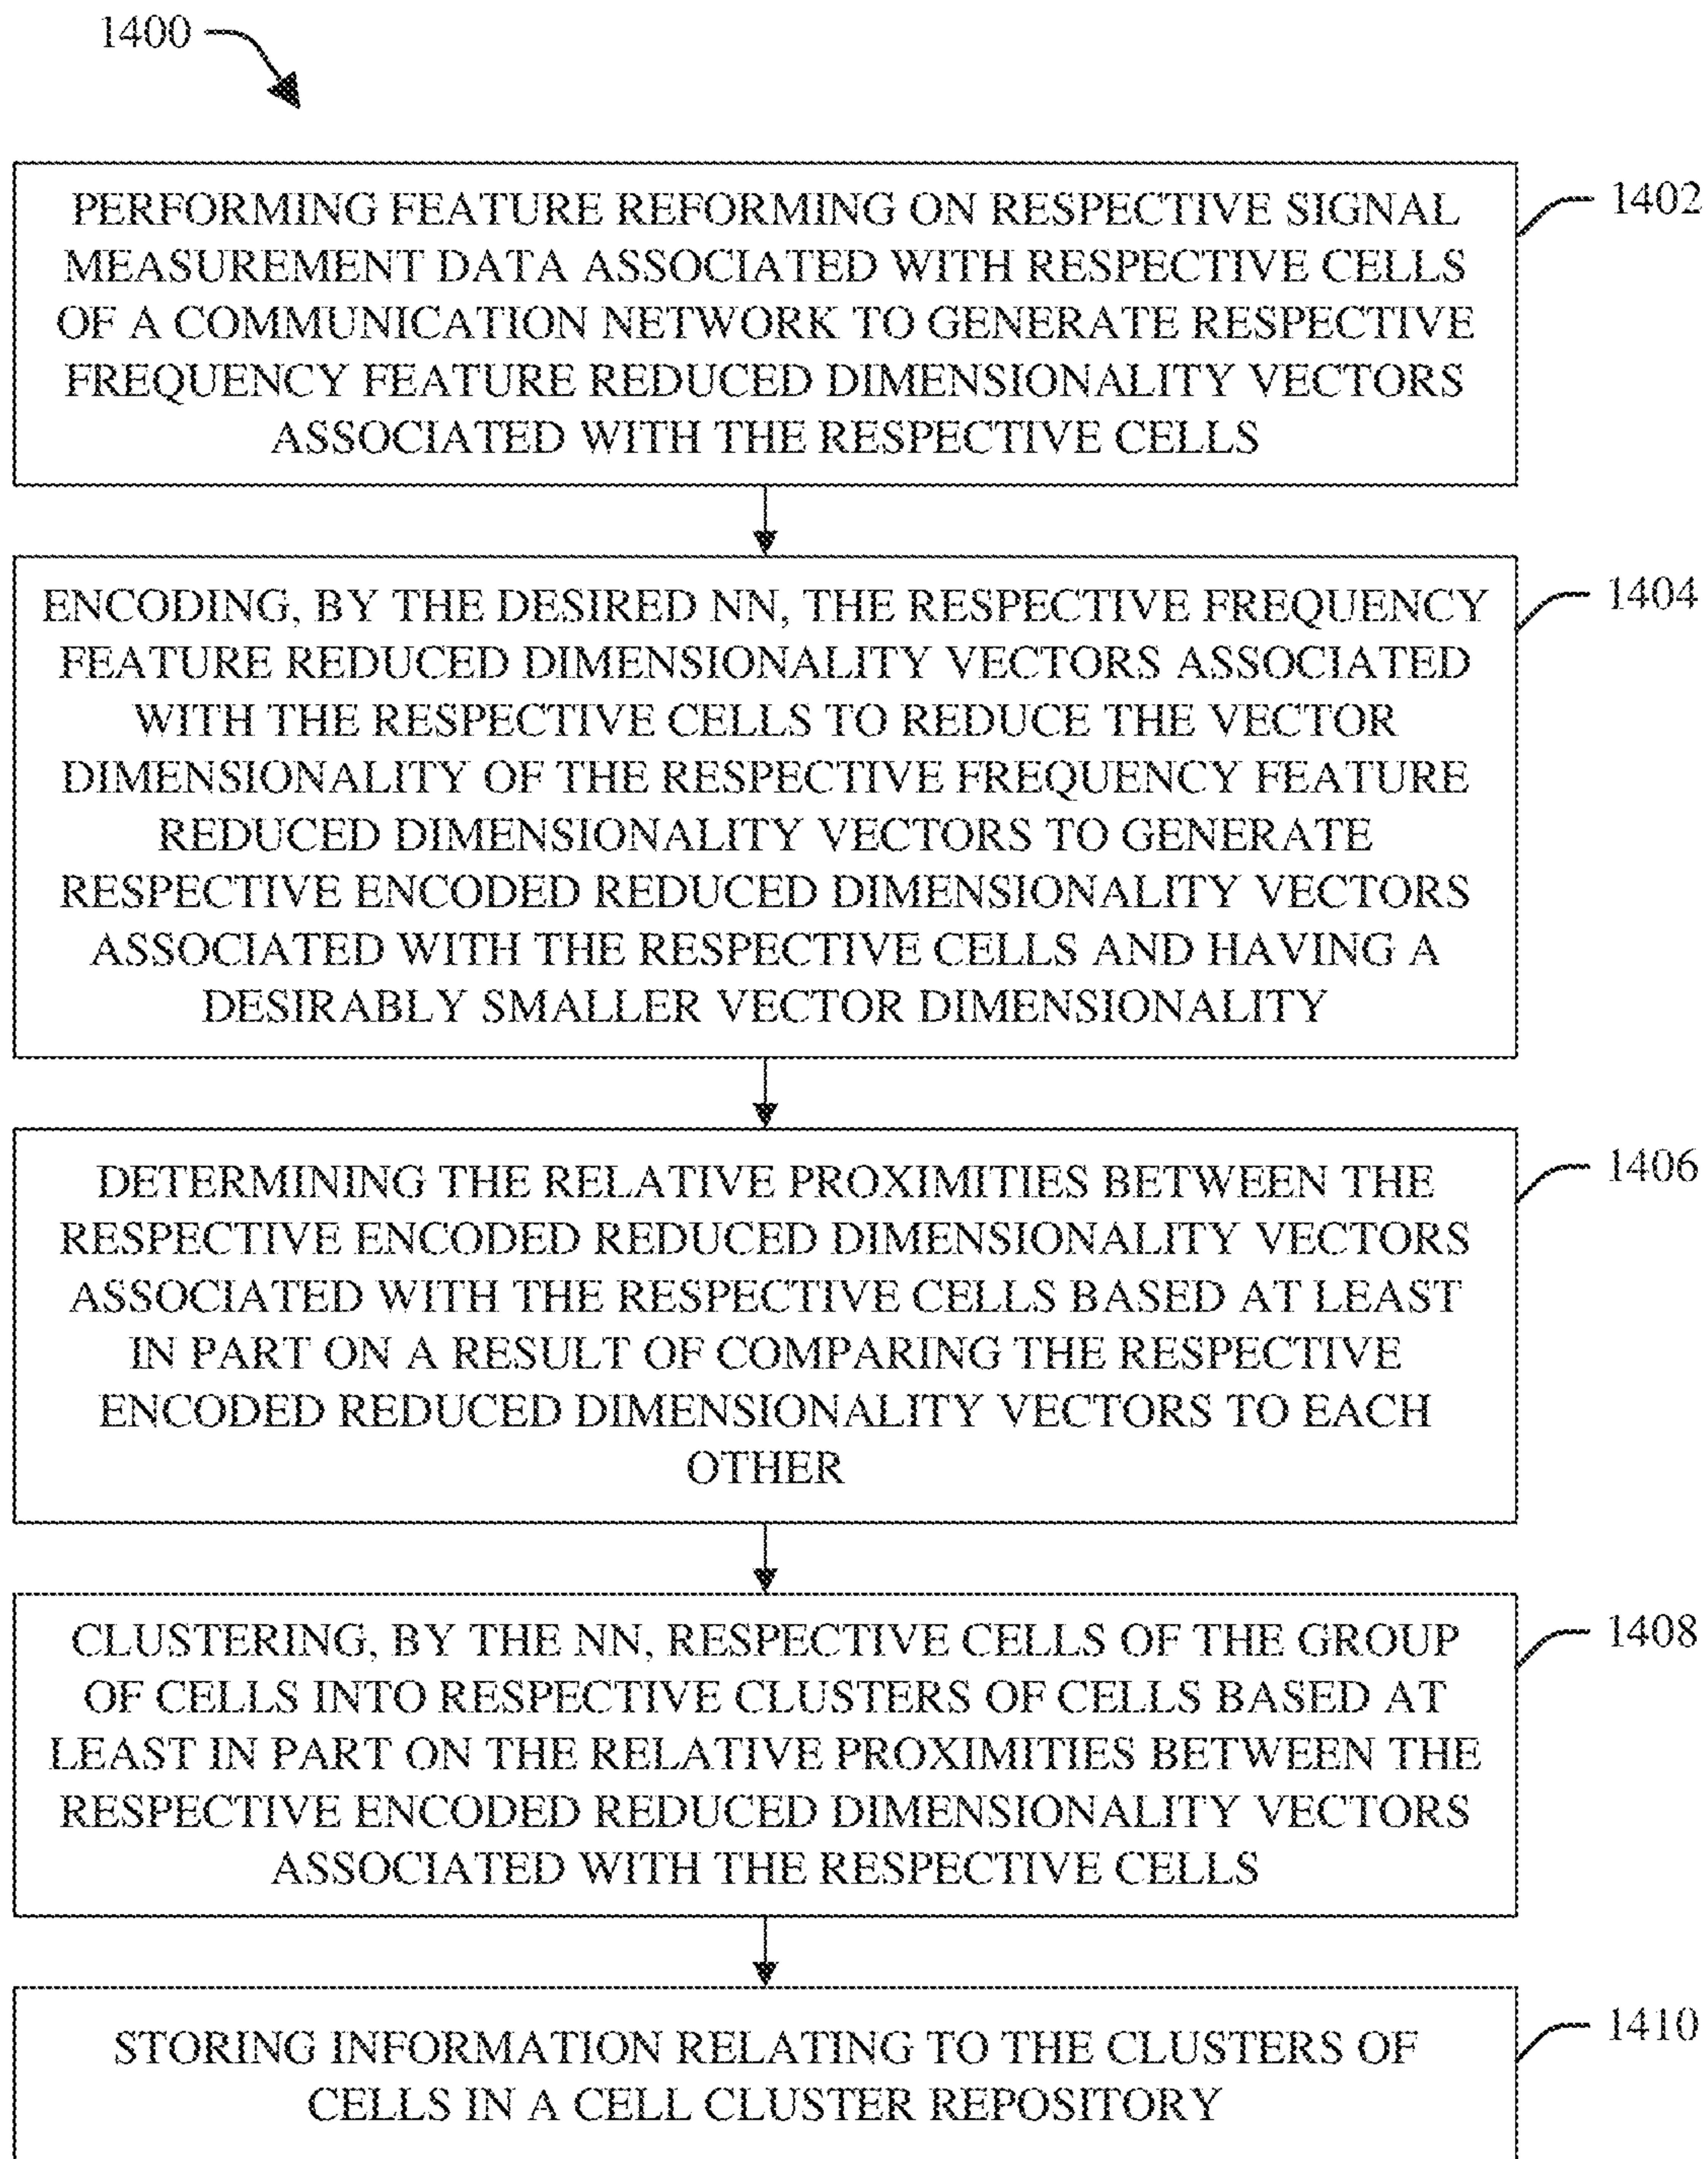 1400
PERFORMING FEATURE REFORMING ON RESPECTIVE SIGNAL
MEASUREMENT DATA ASSOCIATED WITH RESPECTIVE CELLS
OF A COMMUNICATION NETWORK TO GENERATE RESPECTIVE
FREQUENCY FEATURE REDUCED DIMENSIONALITY VECTORS
ASSOCIATED WITH THE RESPECTIVE CELLS
1402
ENCODING, BY THE DESIRED NN, THE RESPECTIVE FREQUENCY
FEATURE REDUCED DIMENSIONALITY VECTORS ASSOCIATED
WITH THE RESPECTIVE CELLS TO REDUCE THE VECTOR
DIMENSIONALITY OF THE RESPECTIVE FREQUENCY FEATURE
REDUCED DIMENSIONALITY VECTORS TO GENERATE
RESPECTIVE ENCODED REDUCED DIMENSIONALITY VECTORS
ASSOCIATED WITH THE RESPECTIVE CELLS AND HAVING A
DESIRABLY SMALLER VECTOR DIMENSIONALITY
1404
DETERMINING THE RELATIVE PROXIMITIES BETWEEN THE
RESPECTIVE ENCODED REDUCED DIMENSIONALITY VECTORS
ASSOCIATED WITH THE RESPECTIVE CELLS BASED AT LEAST
IN PART ON A RESULT OF COMPARING THE RESPECTIVE
ENCODED REDUCED DIMENSIONALITY VECTORS TO EACH
OTHER
1406
CLUSTERING, BY THE NN, RESPECTIVE CELLS OF THE GROUP
OF CELLS INTO RESPECTIVE CLUSTERS OF CELLS BASED AT
LEAST IN PART ON THE RELATIVE PROXIMITIES BETWEEN THE
RESPECTIVE ENCODED REDUCED DIMENSIONALITY VECTORS
ASSOCIATED WITH THE RESPECTIVE CELLS
1408
STORING INFORMATION RELATING TO THE CLUSTERS OF
CELLS IN A CELL CLUSTER REPOSITORY
1410